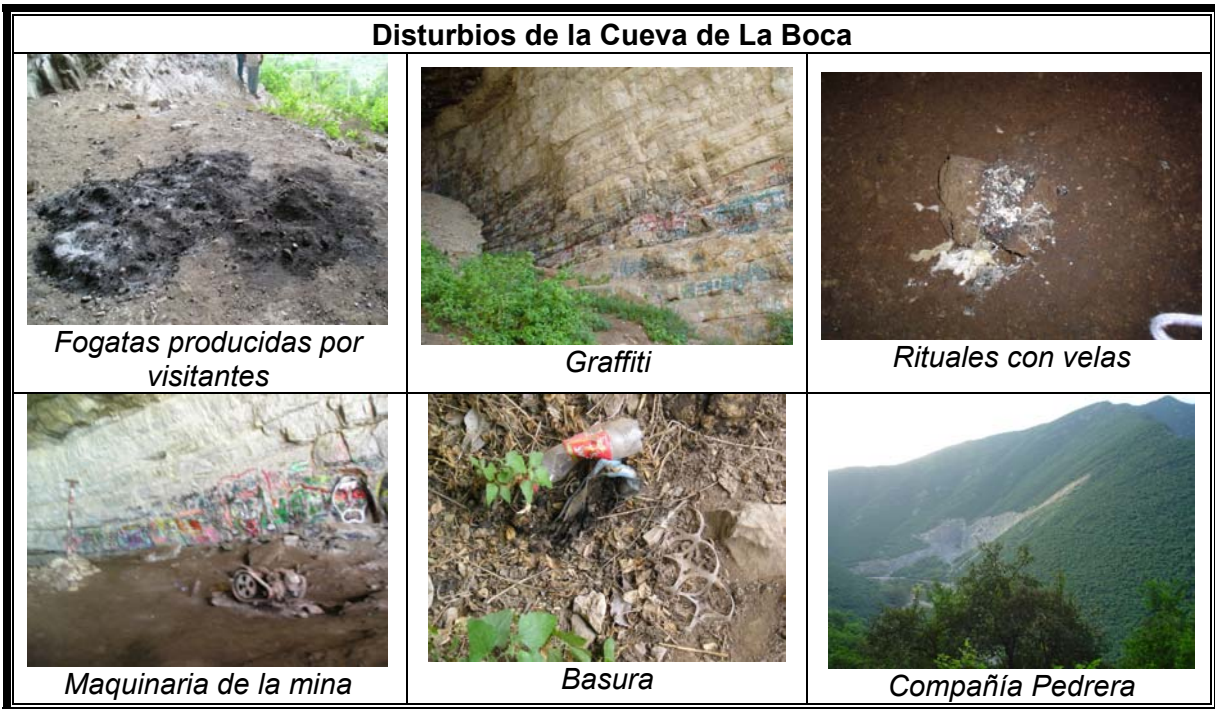 Disturbios de la Cueva de La Boca
Fogatas producidas por
visitantes
Graffiti
Rituales con velas
Maquinaria de la mina
Basura
Compañía Pedrera